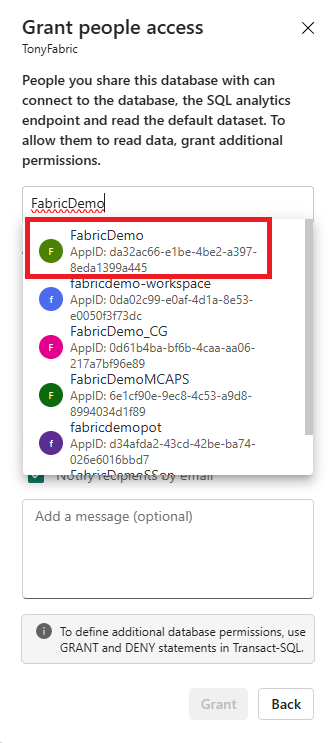 Grant people access
TonyFabric
People you share this database with can
connect to the database, the SQL analytics
endpoint and read the default dataset. To
allow them to read data, grant additional
permissions.
FabricDemo
F
FabricDemo
AppID: da32ac66-e1be-4be2-a397-
8eda1399a445
f
fabricdemo-workspace
AppID: 0da02c99-e0af-4d1a-8e53-
e0050f3f73dc
F
FabricDemo_CG
AppID: 0d61b4ba-bf6b-4caa-aa06-
217a7bf96e89
F
FabricDemoMCAPS
AppID: 6e1cf90e-9ec8-4c53-a9d8-
8994034d1f89
f
fabricdemopot
AppID: d34afda2-43cd-42be-ba74-
026e6016bbd7
Notify recipients by email
Add a message (optional)
To define additional database permissions, use
GRANT and DENY statements in Transact-SQL.
Grant
Back